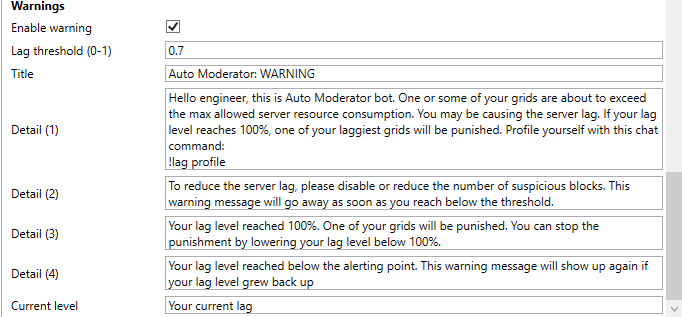 Warnings
Enable warning
Lag threshold (0-1)
0.7
Title
Auto Moderator: WARNING
Detail (1)
Hello engineer, this is Auto Moderator bot. One or some of your grids are about to exceed
the max allowed server resource consumption. You may be causing the server lag. If your lag
level reaches 100%, one of your laggiest grids will be punished. Profile yourself with this chat
command:
!lag profile
Detail (2)
To reduce the server lag, please disable or reduce the number of suspicious blocks. This
warning message will go away as soon as you reach below the threshold.
Detail (3)
Your lag level reached 100%. One of your grids will be punished. You can stop the
punishment by lowering your lag level below 100%.
Detail (4)
Your lag level reached below the alerting point. This warning message will show up again if
your lag level grew back up
Current level
Your current lag